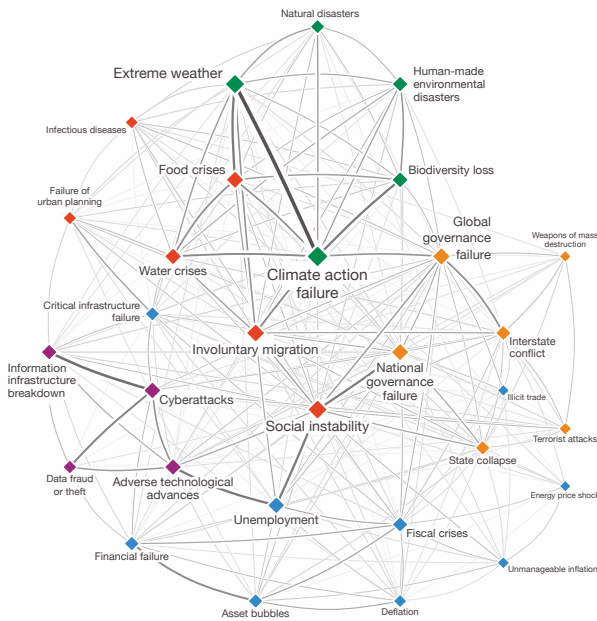 Natural disasters
Extreme weather
Human-made
environmental
disasters
Infectious diseases
Food crises
Biodiversity loss
Failure of
urban planning
Global
governance
failure
Weapons of mass
destruction
Water crises
Climate action
failure
Critical infrastructure
failure
Interstate
conflict
Involuntary migration
National
governance
failure
Information
infrastructure
breakdown
Cyberattacks
Illicit trade
Social instability
Terrorist attacks
State collapse
Data fraud
or theft
Adverse technological
advances
Energy price shock
Unemployment
Fiscal crises
Financial failure
Unmanageable inflation
Asset bubbles
Deflation